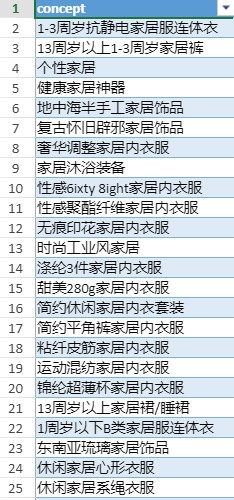 1 concept
2 1-3周岁抗静电家居服连体衣
3 13周岁以上1-3周岁家居裤
4 个性家居
5 健康家居神器
6 地中海半手工家居饰品
7 复古怀旧辟邪家居饰品
8 奢华调整家居内衣服
9 家居沐浴装备
10 性感6ixty 8ight家居内衣服
11 性感聚酯纤维家居内衣服
12 无痕印花家居内衣服
13 时尚工业风家居
14 涤纶3件家居内衣服
15 甜美280g家居内衣服
16 简约休闲家居内衣套装
17 简约平角裤家居内衣服
18 粘纤皮筋家居内衣服
19 运动混纺家居内衣服
20 锦纶超薄杯家居内衣服
21 13周岁以上家居裙/睡裙
22 1周岁以下B类家居服连体衣
23 东南亚琉璃家居饰品
24 休闲家居心形衣服
25 休闲家居系绳衣服